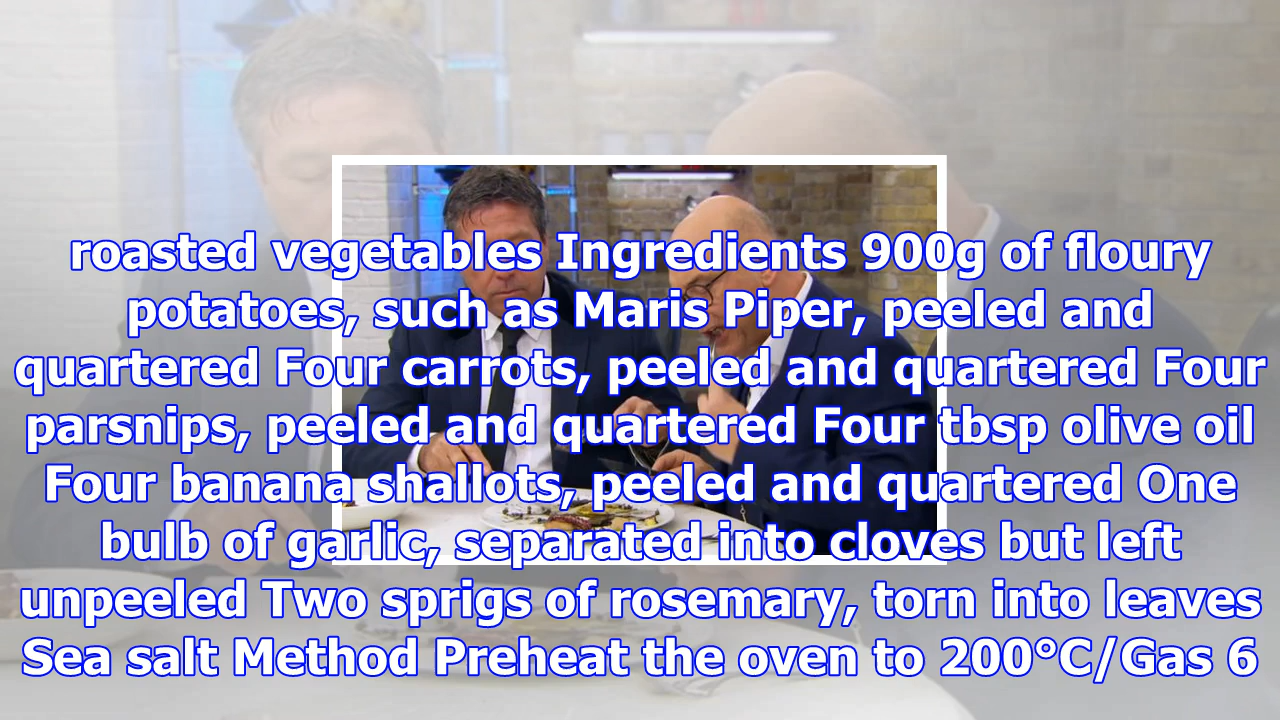 roasted vegetables Ingredients 900g of floury
potatoes, such as Maris Piper, peeled and
quartered Four carrots, peeled and quartered Four
parsnips, peeled and quartered Four tbsp olive oil
Four banana shallots, peeled and quartered One
bulb of garlic, separated into cloves but left
unpeeled Two sprigs of rosemary, torn into leaves
Sea salt Method Preheat the oven to 200°C/Gas 6